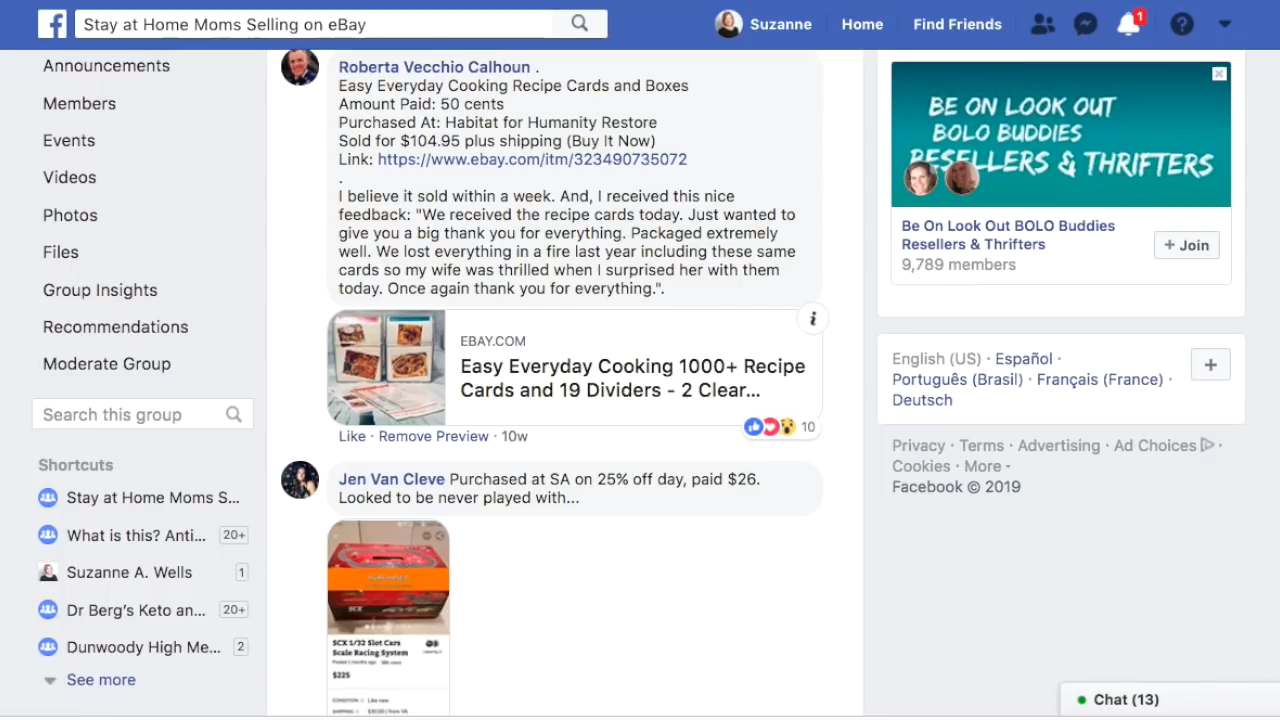 Stay at Home Moms Selling on eBay
Suzanne
Home
Find Friends
1
Announcements
Members
Events
Videos
Photos
Files
Group Insights
Recommendations
Moderate Group
Search this group
Shortcuts
Stay at Home Moms S...
What is this? Anti... 20+
Suzanne A. Wells 1
Dr Berg's Keto an... 20+
Dunwoody High Me... 2
See more
Roberta Vecchio Calhoun .
Easy Everyday Cooking Recipe Cards and Boxes
Amount Paid: 50 cents
Purchased At: Habitat for Humanity Restore
Sold for $104.95 plus shipping (Buy It Now)
Link: https://www.ebay.com/itm/323490735072
.
I believe it sold within a week. And, I received this nice
feedback: "We received the recipe cards today. Just wanted to
give you a big thank you for everything. Packaged extremely
well. We lost everything in a fire last year including these same
cards so my wife was thrilled when I surprised her with them
today. Once again thank you for everything.".
EBAY.COM
Easy Everyday Cooking 1000+ Recipe
Cards and 19 Dividers - 2 Clear...
10
Like · Remove Preview · 10w
Jen Van Cleve Purchased at SA on 25% off day, paid $26.
Looked to be never played with...
PURCHASED
SCX
SCX 1/32 Slot Cars
Scale Racing System
$225
CONDITION
Like new
SHIPPING
BE ON LOOK OUT
BOLO BUDDIES
RESELLERS & THRIFTERS
Be On Look Out BOLO Buddies
Resellers & Thrifters
9,789 members
+ Join
English (US) · Español ·
Português (Brasil) · Français (France) ·
Deutsch
+
Privacy · Terms · Advertising · Ad Choices ·
Cookies · More
Facebook © 2019
Chat (13)